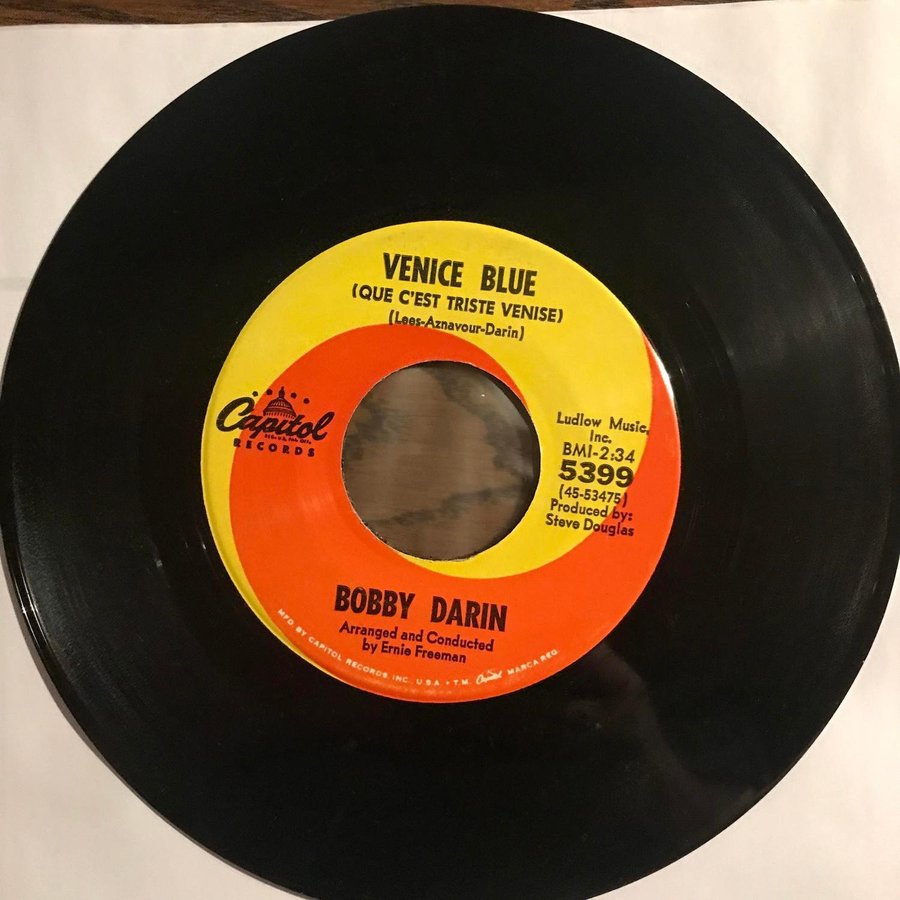 VENICE BLUE
(QUE C'EST TRISTE VENISE)
(Lees-Aznavour-Darin)
Capitol
RECORDS
Ludlow Music,
Inc.
BMI-2:34
5399
(45-53475)
Produced by:
Steve Douglas
BOBBY DARIN
Arranged and Conducted
by Ernie Freeman
MFD. BY CAPITOL RECORDS, INC., U.S.A. • T.M. Capitol MARCA REG.